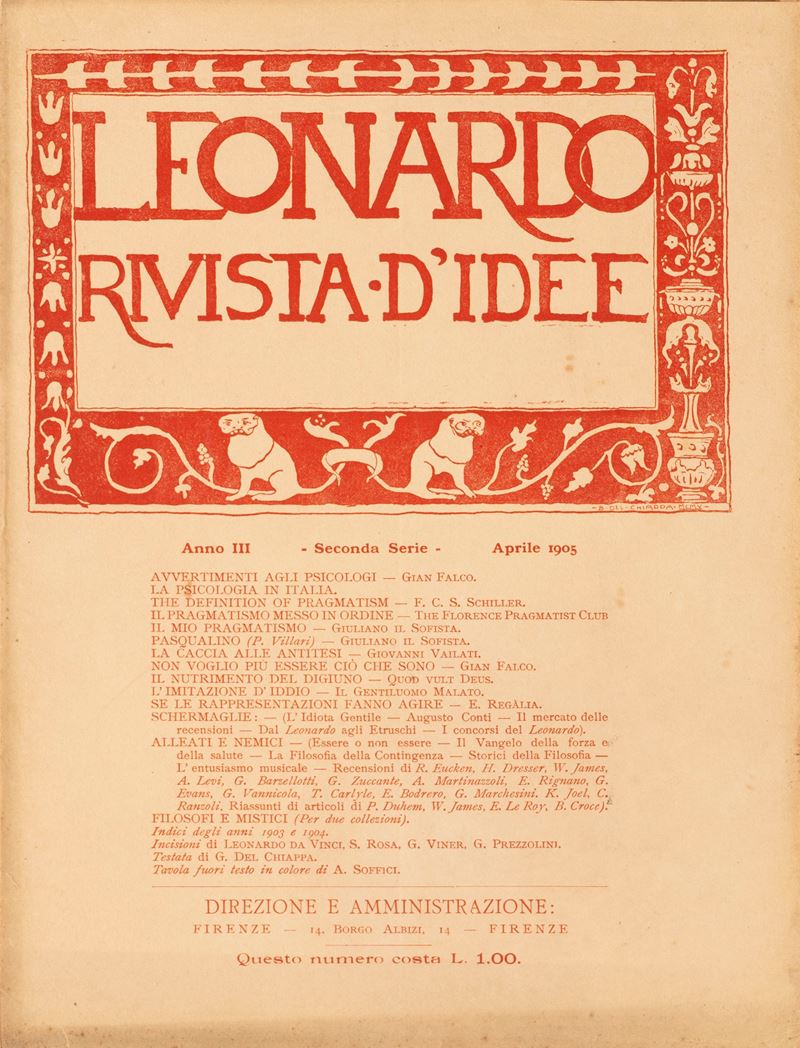 LEONARDO
RIVISTA·D'IDEE
Anno III - Seconda Serie - Aprile 1905
AVVERTIMENTI AGLI PSICOLOGI — GIAN FALCO.
LA PSICOLOGIA IN ITALIA.
THE DEFINITION OF PRAGMATISM — F. C. S. SCHILLER.
IL PRAGMATISMO MESSO IN ORDINE — THE FLORENCE PRAGMATIST CLUB
IL MIO PRAGMATISMO — GIULIANO IL SOFISTA.
PASQUALINO (P. Villari) — GIULIANO IL SOFISTA.
LA CACCIA ALLE ANTITESI — GIOVANNI VAILATI.
NON VOGLIO PIÙ ESSERE CIÒ CHE SONO — GIAN FALCO.
IL NUTRIMENTO DEL DIGIUNO — QUOD VULT DEUS.
L'IMITAZIONE D'IDDIO — IL GENTILUOMO MALATO.
SE LE RAPPRESENTAZIONI FANNO AGIRE — E. REGÀLIA.
SCHERMAGLIE: — (L'Idiota Gentile — Augusto Conti — Il mercato delle
recensioni — Dal Leonardo agli Etruschi — I concorsi del Leonardo).
ALLEATI E NEMICI — (Essere o non essere — Il Vangelo della forza e
della salute — La Filosofia della Contingenza — Storici della Filosofia —
L'entusiasmo musicale — Recensioni di R. Eucken, H. Dresser, W. James,
A. Levi, G. Barzellotti, G. Zuccante, A. Martinazzoli, E. Rignano, G.
Evans, G. Vannicola, T. Carlyle, E. Bodrero, G. Marchesini. K. Joel, C.
Ranzoli. Riassunti di articoli di P. Duhem, W. James, E. Le Roy, B. Croce).
FILOSOFI E MISTICI (Per due collezioni).
Indici degli anni 1903 e 1904.
Incisioni di LEONARDO DA VINCI, S. ROSA, G. VINER, G. PREZZOLINI.
Testata di G. DEL CHIAPPA.
Tavola fuori testo in colore di A. SOFFICI.
DIREZIONE E AMMINISTRAZIONE:
FIRENZE — 14, BORGO ALBIZI, 14 — FIRENZE
Questo numero costa L. 1.00.